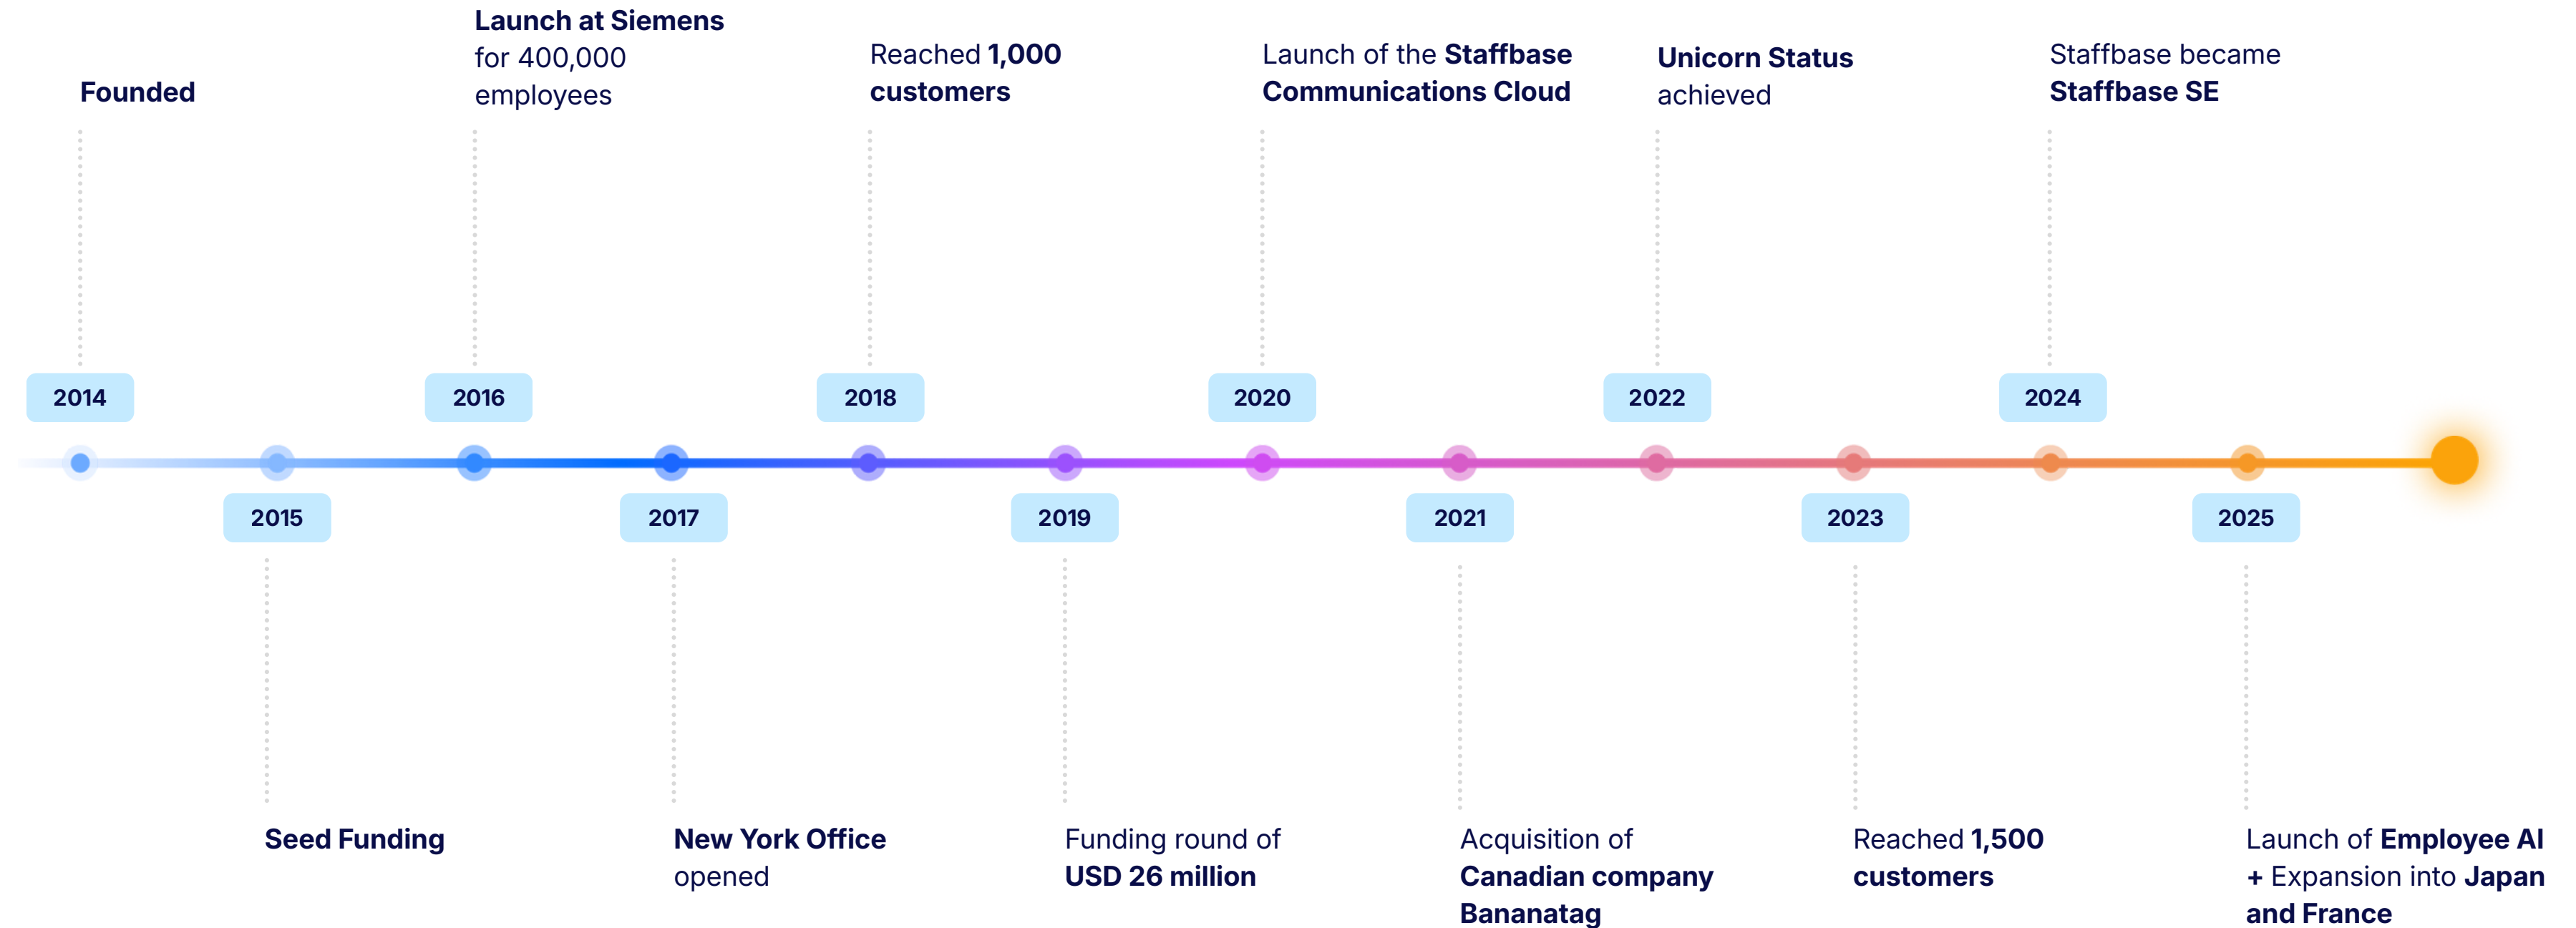 Founded
Launch at Siemens
for 400,000
employees
Reached 1,000
customers
Launch of the Staffbase
Communications Cloud
Unicorn Status
achieved
Staffbase became
Staffbase SE
2014
2016
2018
2020
2022
2024
2015
2017
2019
2021
2023
2025
Seed Funding
New York Office
opened
Funding round of
USD 26 million
Acquisition of
Canadian company
Bananatag
Reached 1,500
customers
Launch of Employee AI
+ Expansion into Japan
and France